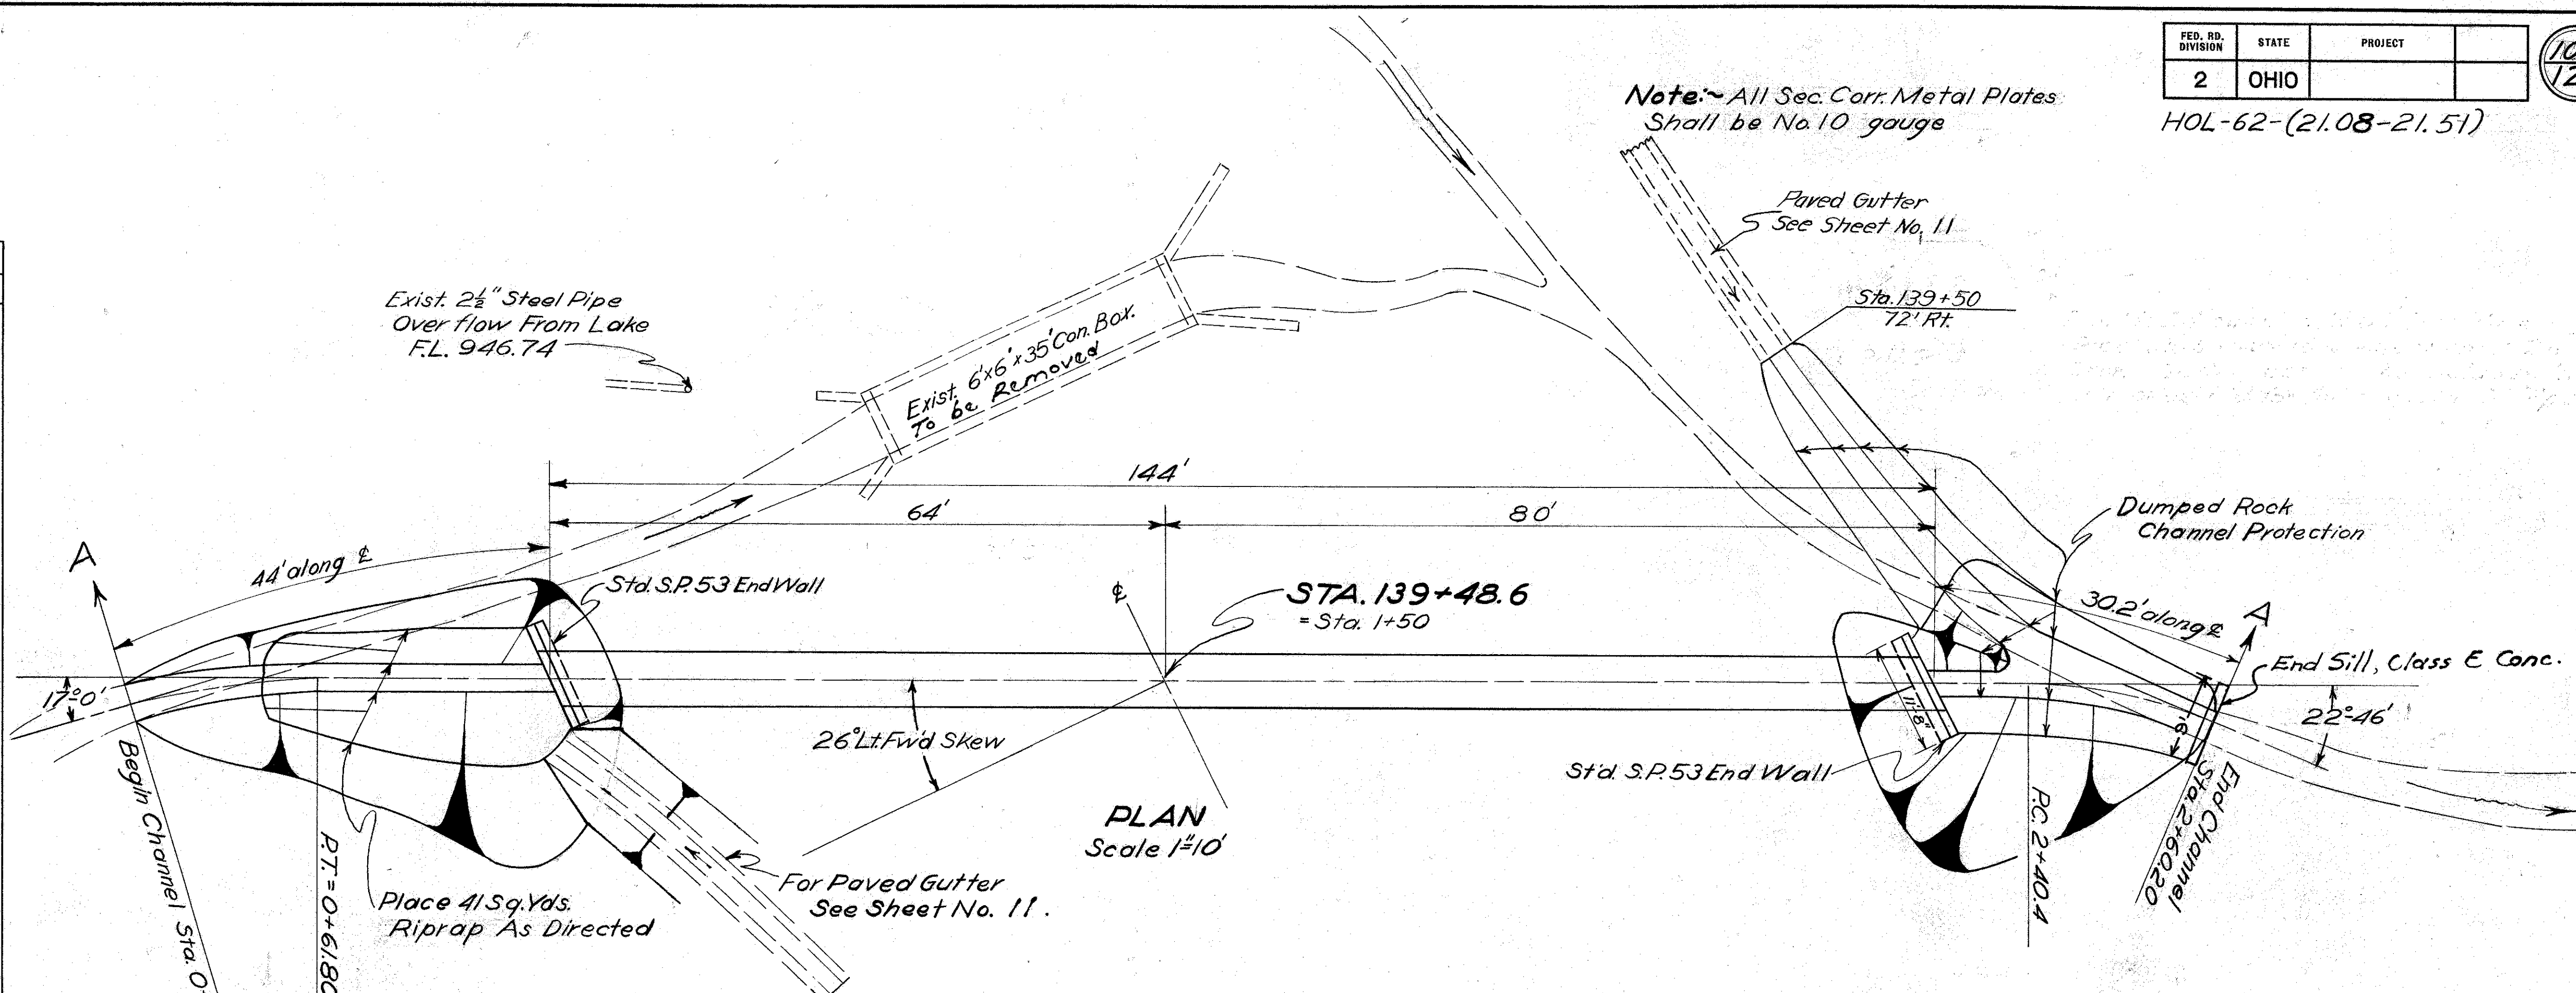 FED. RD. DIVISION
STATE
PROJECT
2
OHIO
HOL-62-(21.08-21.51)
Note:~ All Sec. Corr. Metal Plates
Shall be No. 10 gauge
Paved Gutter
See Sheet No. 11
Sta. 139+50
72' Rt.
Exist. 2½" Steel Pipe
Over flow From Lake
F.L. 946.74
Exist. 6'x6'x35' Con. Box.
To be Removed
144'
64'
80'
Dumped Rock
Channel Protection
A
44' along ℄
Std. S.P. 53 End Wall
℄
STA. 139+48.6
= Sta. 1+50
30.2' along ℄
A
End Sill, Class E Conc.
17°0'
26° Lt. Fw'd Skew
11'-8"
22°46'
Std. S.P. 53 End Wall
PLAN
Scale 1"=10'
Begin Channel Sta. 0+
P.T. = 0+61.80
Place 41 Sq. Yds.
Riprap As Directed
For Paved Gutter
See Sheet No. 11.
P.C. 2+40.4
End Channel
Sta. 2+60.20